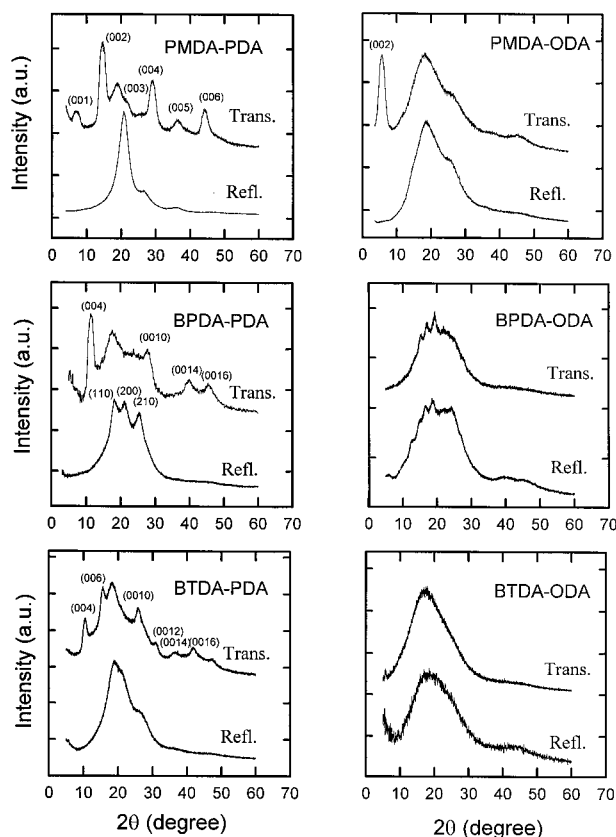 PMDA-PDA
(001)
(002)
(003)
(004)
(005)
(006)
Trans.
Refl.
Intensity (a.u.)
0 10 20 30 40 50 60 70
PMDA-ODA
(002)
Trans.
Refl.
Intensity (a.u.)
0 10 20 30 40 50 60 70
BPDA-PDA
(004)
(0010)
(0014)
(0016)
Trans.
(110)
(200)
(210)
Refl.
Intensity (a.u.)
0 10 20 30 40 50 60 70
BPDA-ODA
Trans.
Refl.
0 10 20 30 40 50 60 70
BTDA-PDA
(004)
(006)
(0010)
(0012)
(0014)
(0016)
Trans.
Refl.
Intensity (a.u.)
0 10 20 30 40 50 60 70
2θ (degree)
BTDA-ODA
Trans.
Refl.
0 10 20 30 40 50 60 70
2θ (degree)